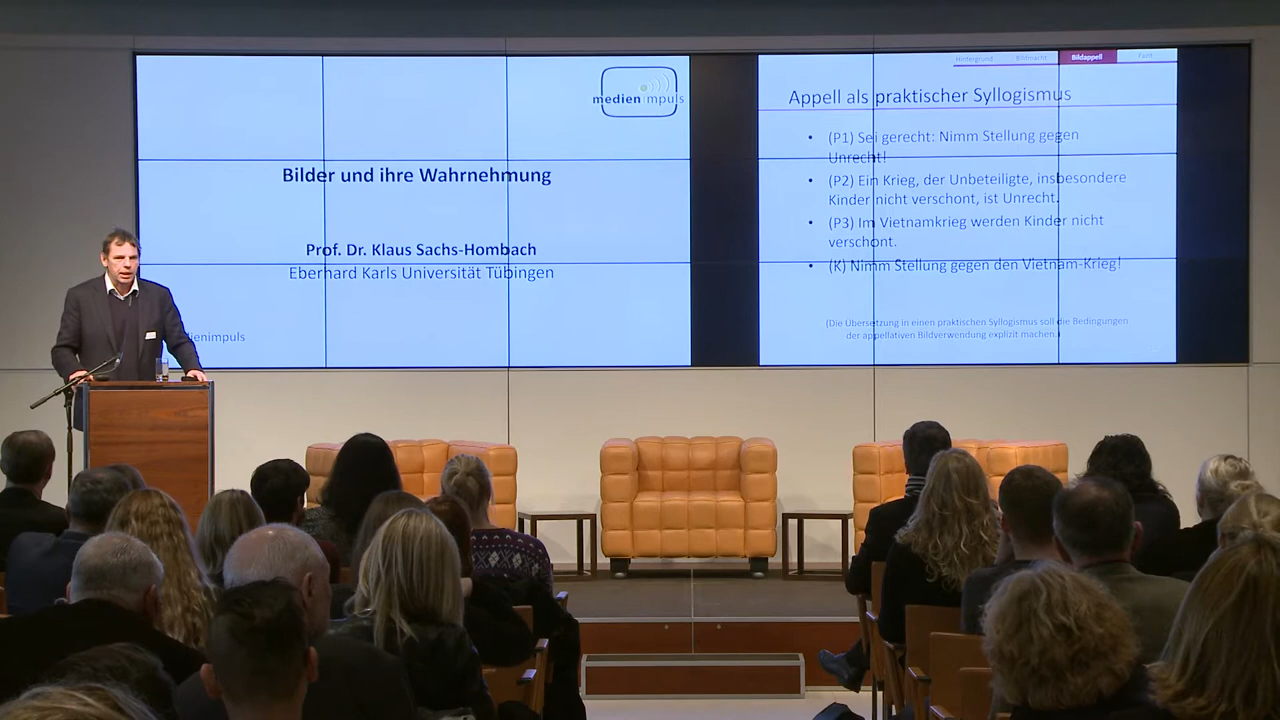 medienimpuls
Bilder und ihre Wahrnehmung
Prof. Dr. Klaus Sachs-Hombach
Eberhard Karls Universität Tübingen
ienimpuls
Hintergrund Bildmacht Bildappell Fazit
Appell als praktischer Syllogismus
• (P1) Sei gerecht: Nimm Stellung gegen
Unrecht!
• (P2) Ein Krieg, der Unbeteiligte, insbesondere
Kinder nicht verschont, ist Unrecht.
• (P3) Im Vietnamkrieg werden Kinder nicht
verschont.
• (K) Nimm Stellung gegen den Vietnam-Krieg!
(Die Übersetzung in einen praktischen Syllogismus soll die Bedingungen
der appellativen Bildverwendung explizit machen.)